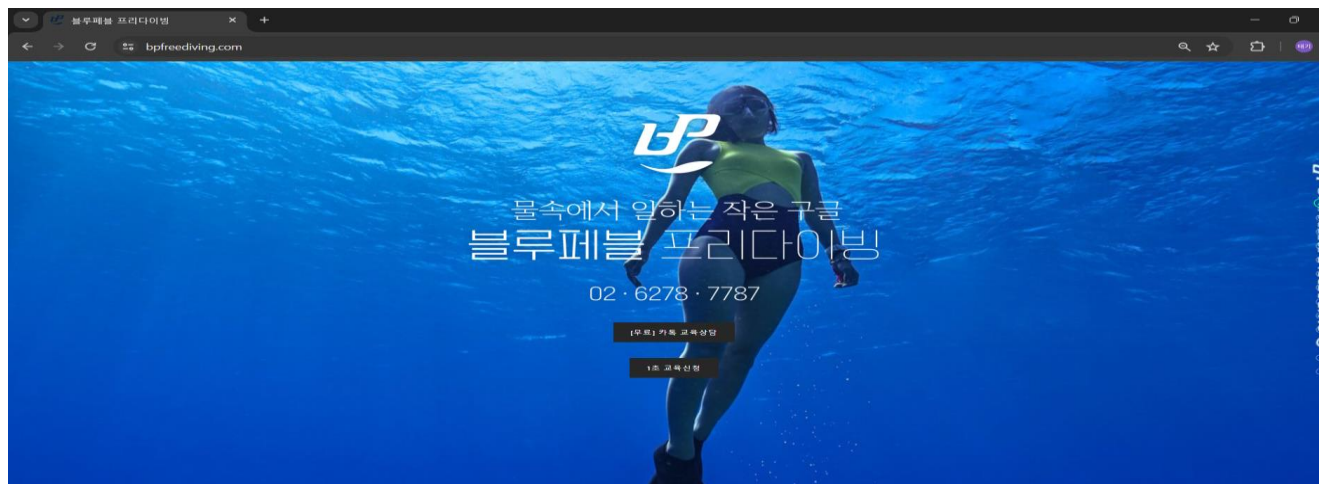 블루페블 프리다이빙
bpfreediving.com
bP
물속에서 일하는 작은 구글
블루페블 프리다이빙
02 · 6278 · 7787
[무료] 카톡 교육상담
1초 교육신청